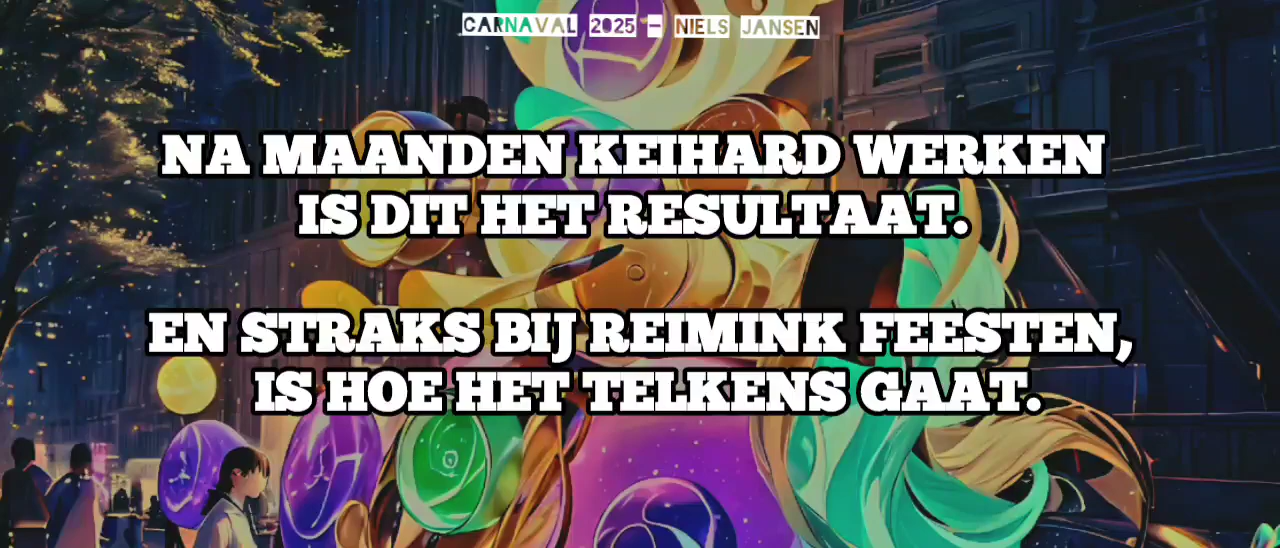 CARNAVAL 2025 - NIELS JANSEN
NA MAANDEN KEIHARD WERKEN
IS DIT HET RESULTAAT.
EN STRAKS BIJ REIMINK FEESTEN,
IS HOE HET TELKENS GAAT.